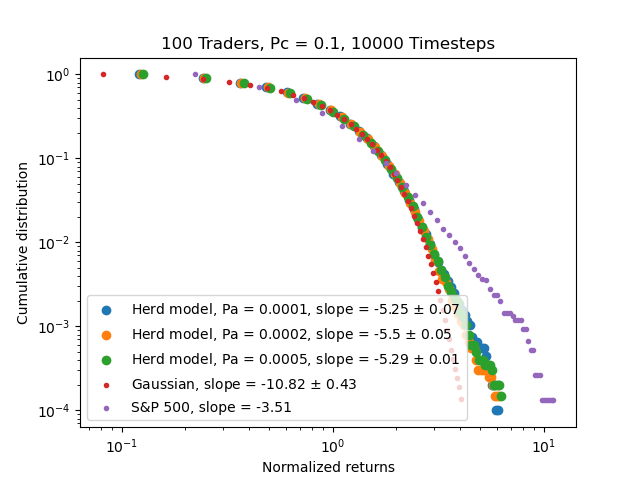 100 Traders, Pc = 0.1, 10000 Timesteps
Cumulative distribution
10⁰
10⁻¹
10⁻²
10⁻³
10⁻⁴
Herd model, Pa = 0.0001, slope = -5.25 ± 0.07
Herd model, Pa = 0.0002, slope = -5.5 ± 0.05
Herd model, Pa = 0.0005, slope = -5.29 ± 0.01
Gaussian, slope = -10.82 ± 0.43
S&P 500, slope = -3.51
10⁻¹ 10⁰ 10¹
Normalized returns